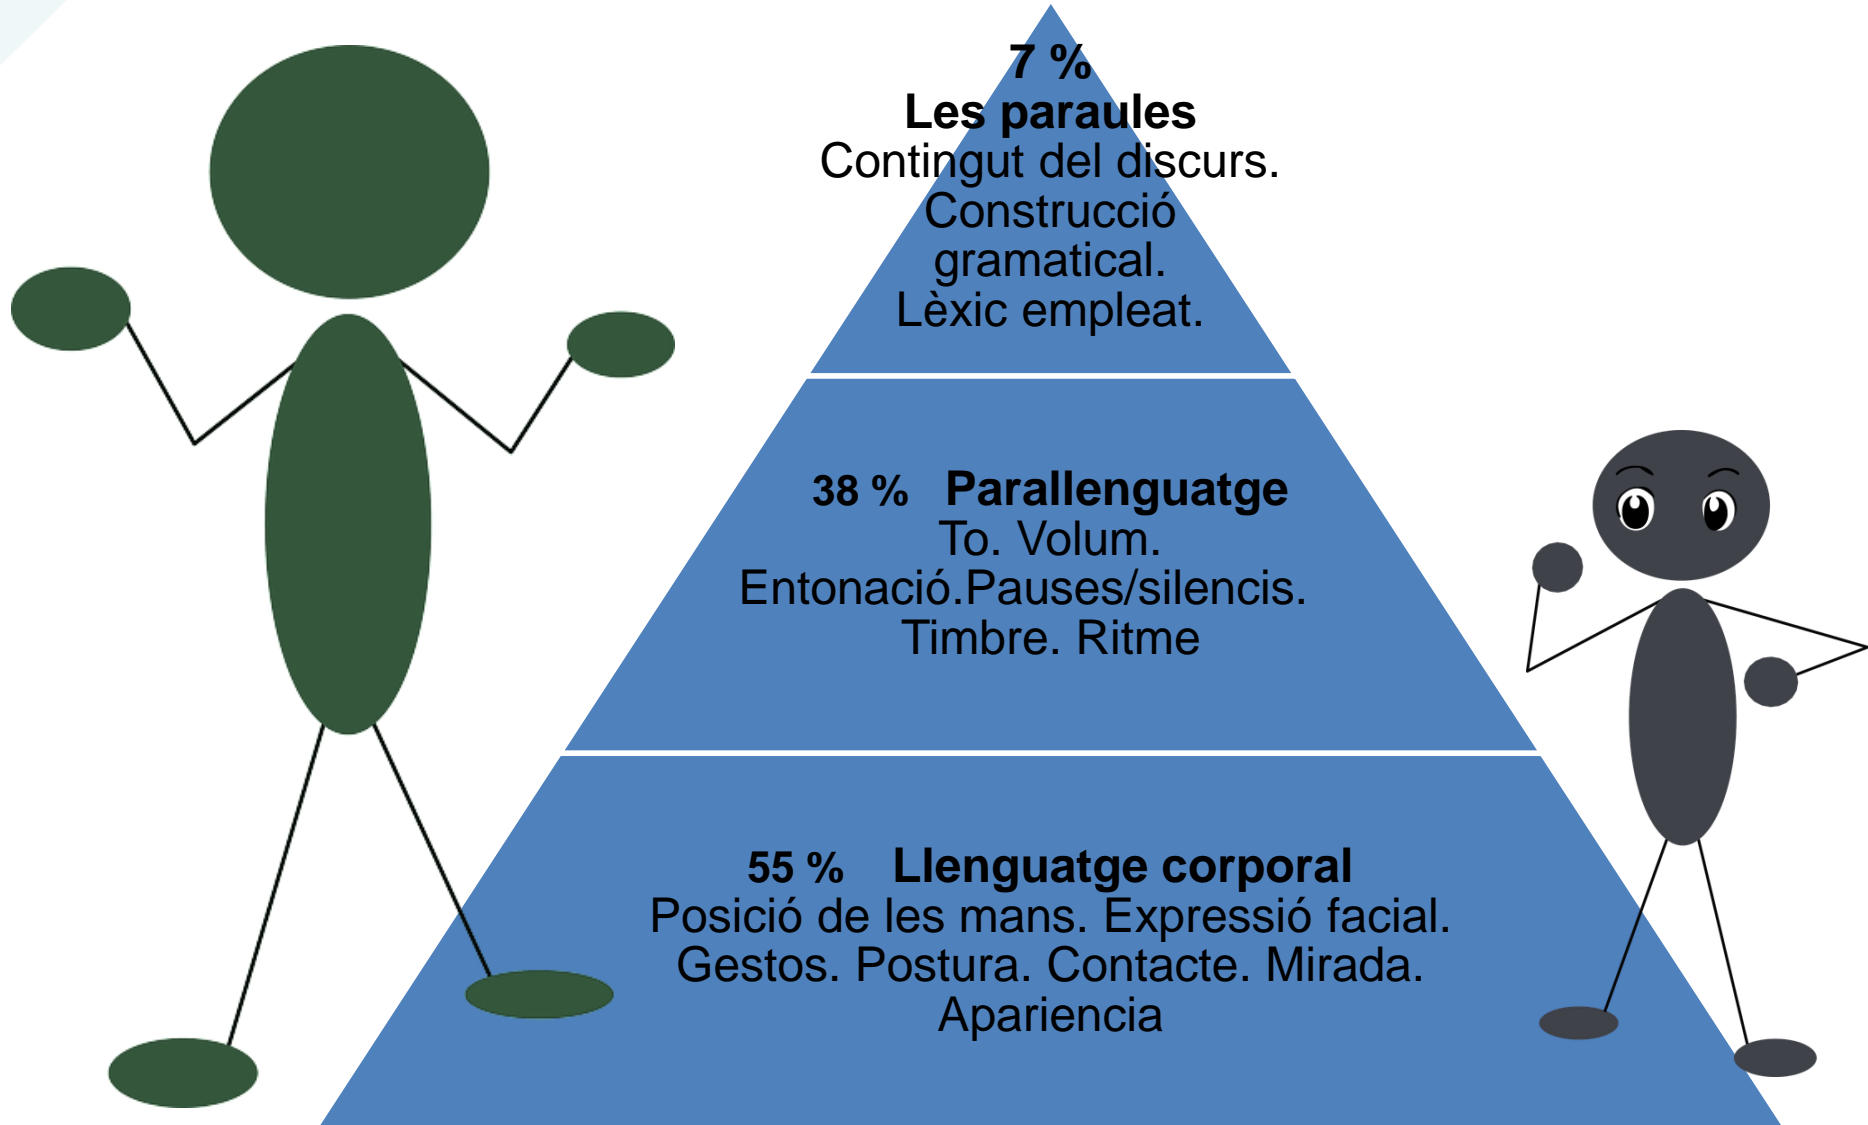 7 %
Les paraules
Contingut del discurs.
Construcció
gramatical.
Lèxic empleat.
38 % Parallenguatge
To. Volum.
Entonació.Pauses/silencis.
Timbre. Ritme
55 % Llenguatge corporal
Posició de les mans. Expressió facial.
Gestos. Postura. Contacte. Mirada.
Apariencia